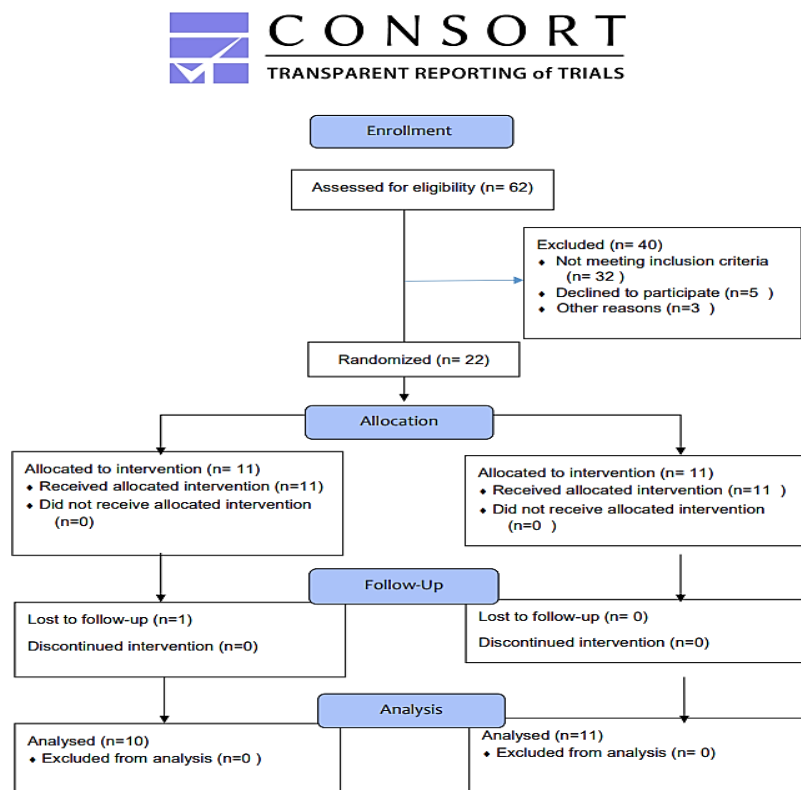 CONSORT
TRANSPARENT REPORTING of TRIALS
Enrollment
Assessed for eligibility (n= 62)
Excluded (n= 40)
♦ Not meeting inclusion criteria
(n= 32 )
♦ Declined to participate (n=5 )
♦ Other reasons (n=3 )
Randomized (n= 22)
Allocation
Allocated to intervention (n= 11)
♦ Received allocated intervention (n=11)
♦ Did not receive allocated intervention
(n=0)
Allocated to intervention (n= 11)
♦ Received allocated intervention (n=11 )
♦ Did not receive allocated intervention
(n=0 )
Follow-Up
Lost to follow-up (n=1)
Discontinued intervention (n=0)
Lost to follow-up (n= 0)
Discontinued intervention (n=0)
Analysis
Analysed (n=10)
♦ Excluded from analysis (n=0 )
Analysed (n=11)
♦ Excluded from analysis (n= 0)